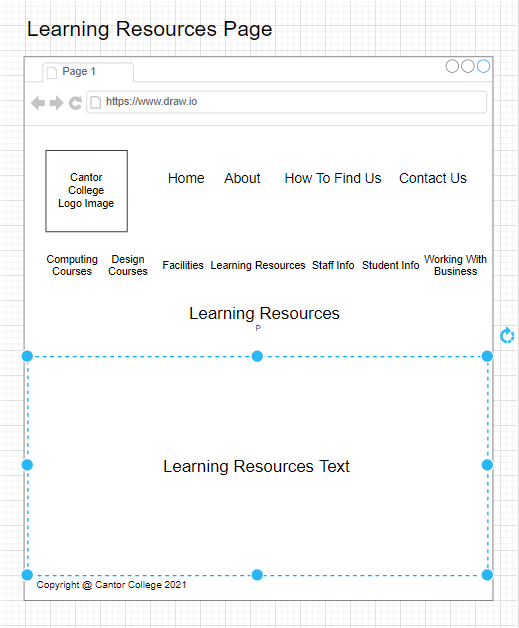 Learning Resources Page
Page 1
https://www.draw.io
Cantor
College
Logo Image
Home About How To Find Us Contact Us
Computing
Courses
Design
Courses
Facilities
Learning Resources
Staff Info
Student Info
Working With
Business
Learning Resources
P
Learning Resources Text
Copyright @ Cantor College 2021